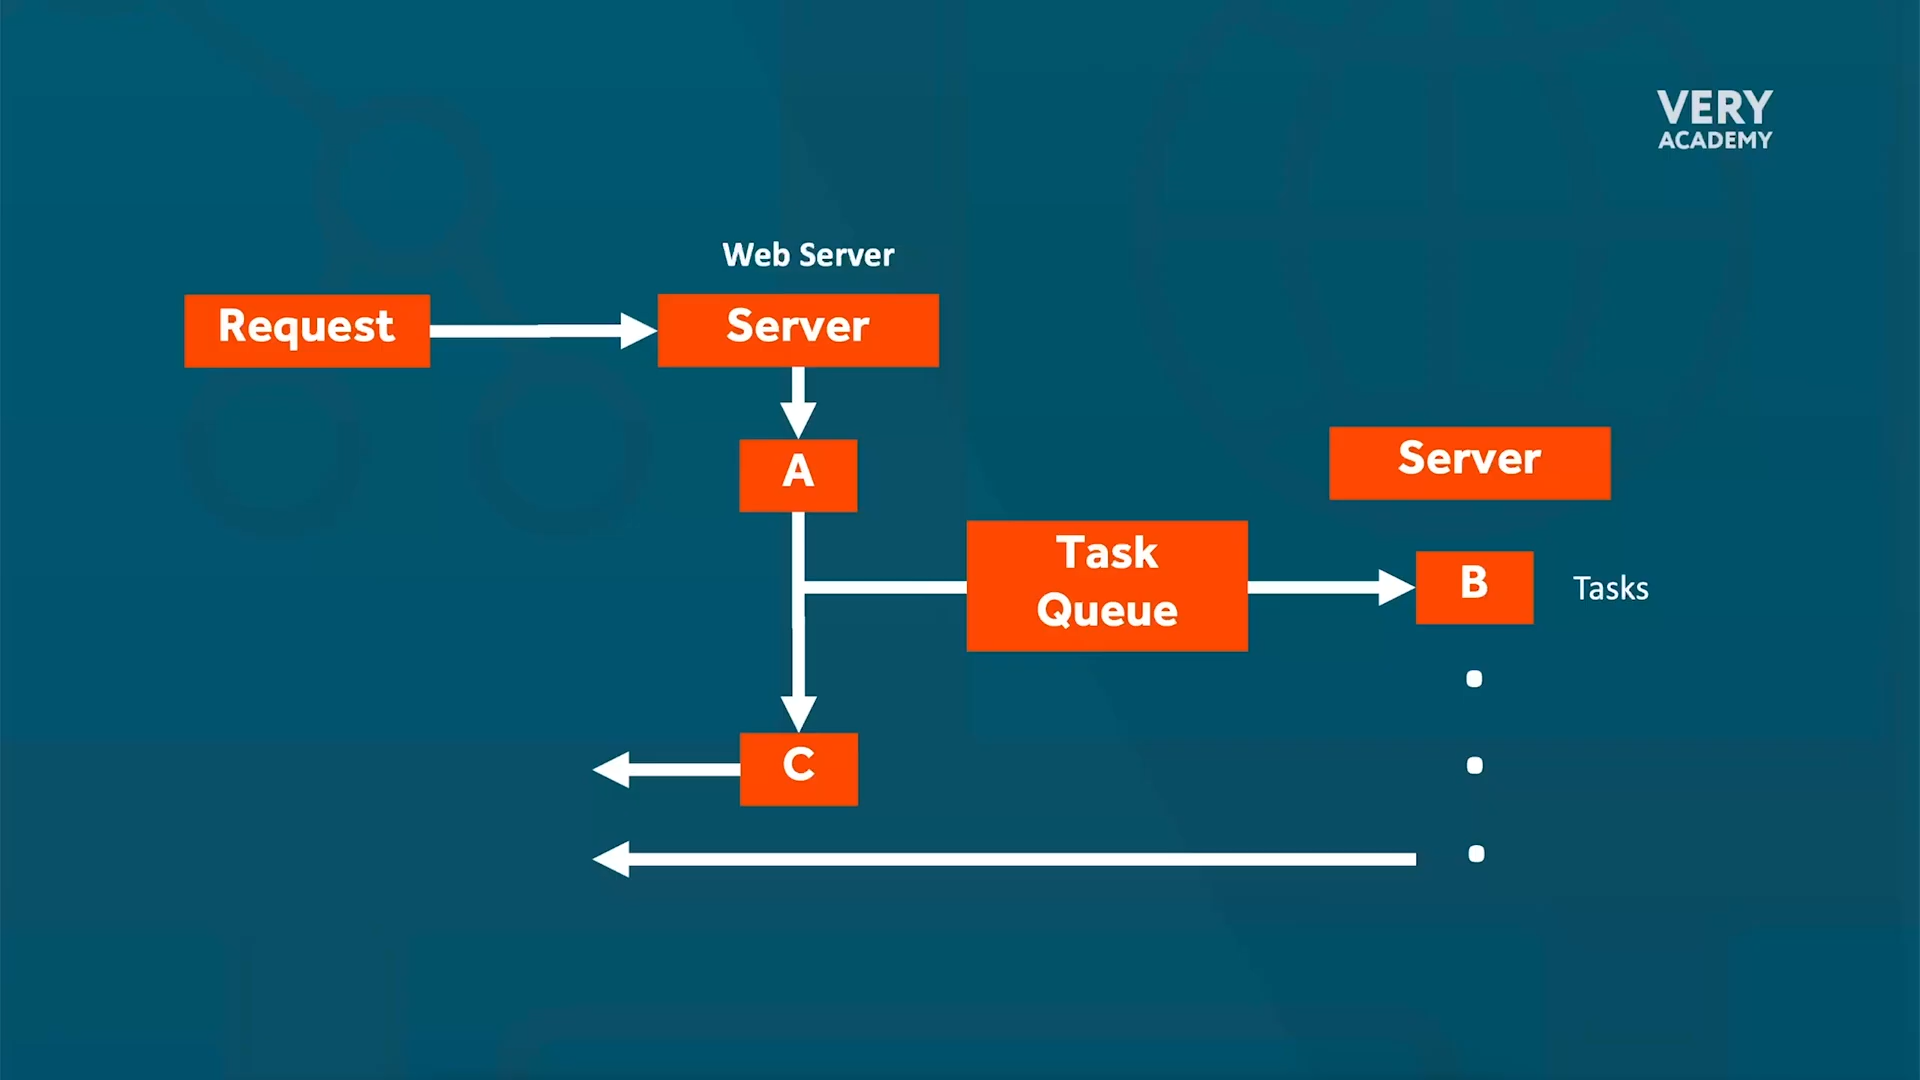 VERY
ACADEMY
Web Server
Request
Server
A
Server
Task
Queue
B
Tasks
C